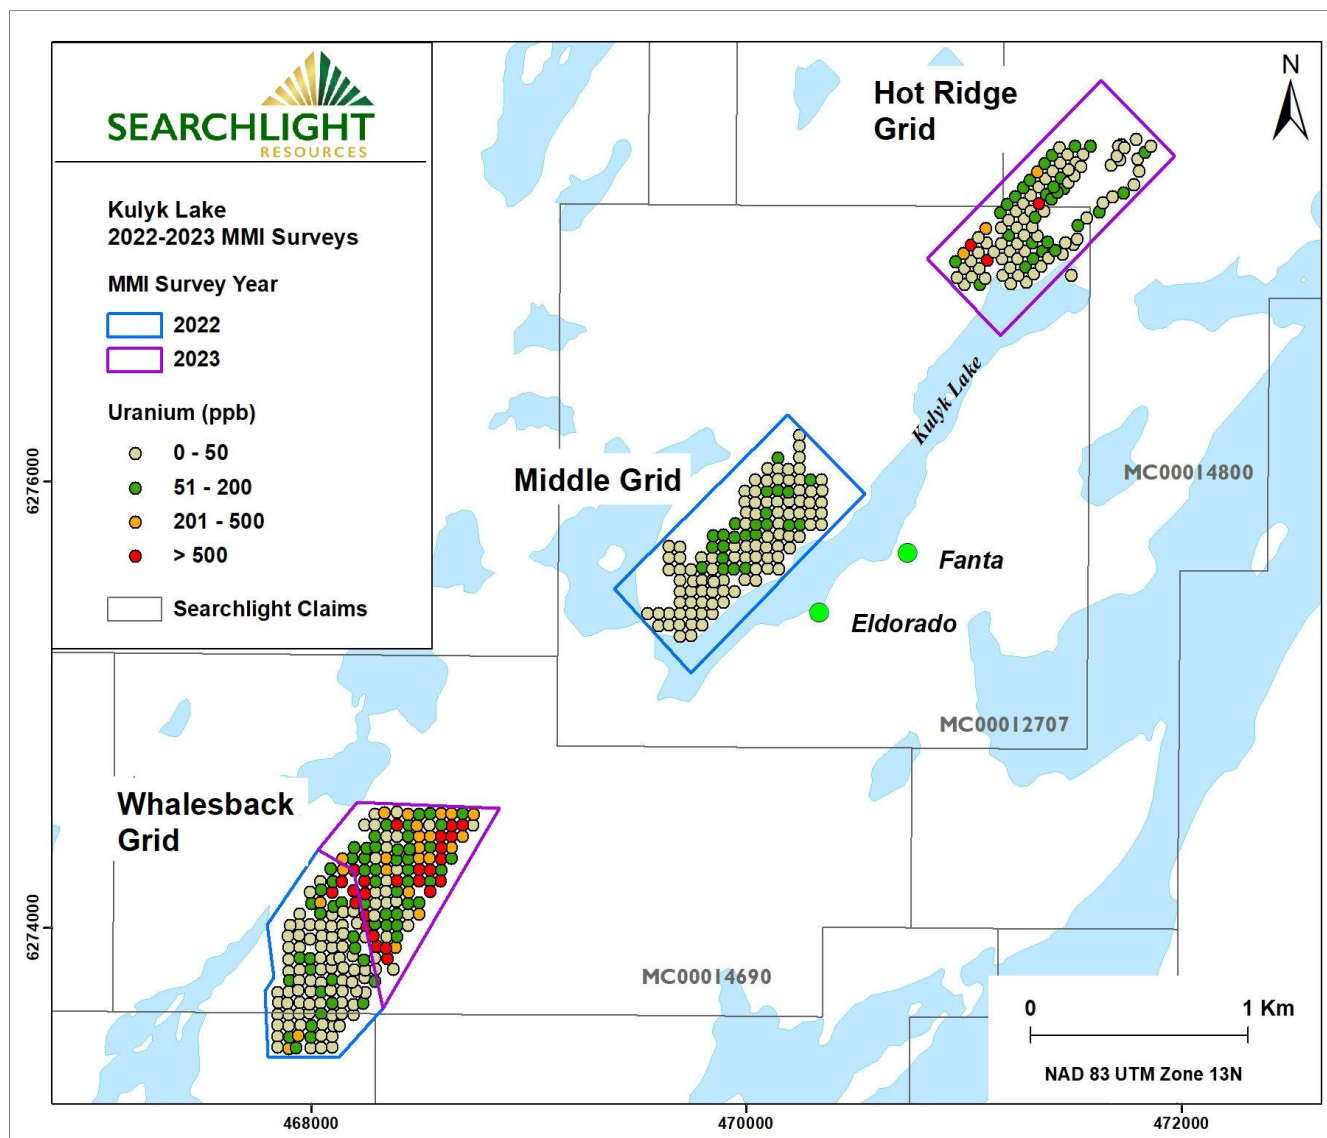 SEARCHLIGHT
RESOURCES
Kulyk Lake
2022-2023 MMI Surveys
MMI Survey Year
2022
2023
Uranium (ppb)
0 - 50
51 - 200
201 - 500
> 500
Searchlight Claims
Hot Ridge
Grid
N
Kulyk Lake
Middle Grid
MC00014800
Fanta
Eldorado
MC00012707
Whalesback
Grid
MC00014690
0 1 Km
NAD 83 UTM Zone 13N
6276000
6274000
468000
470000
472000